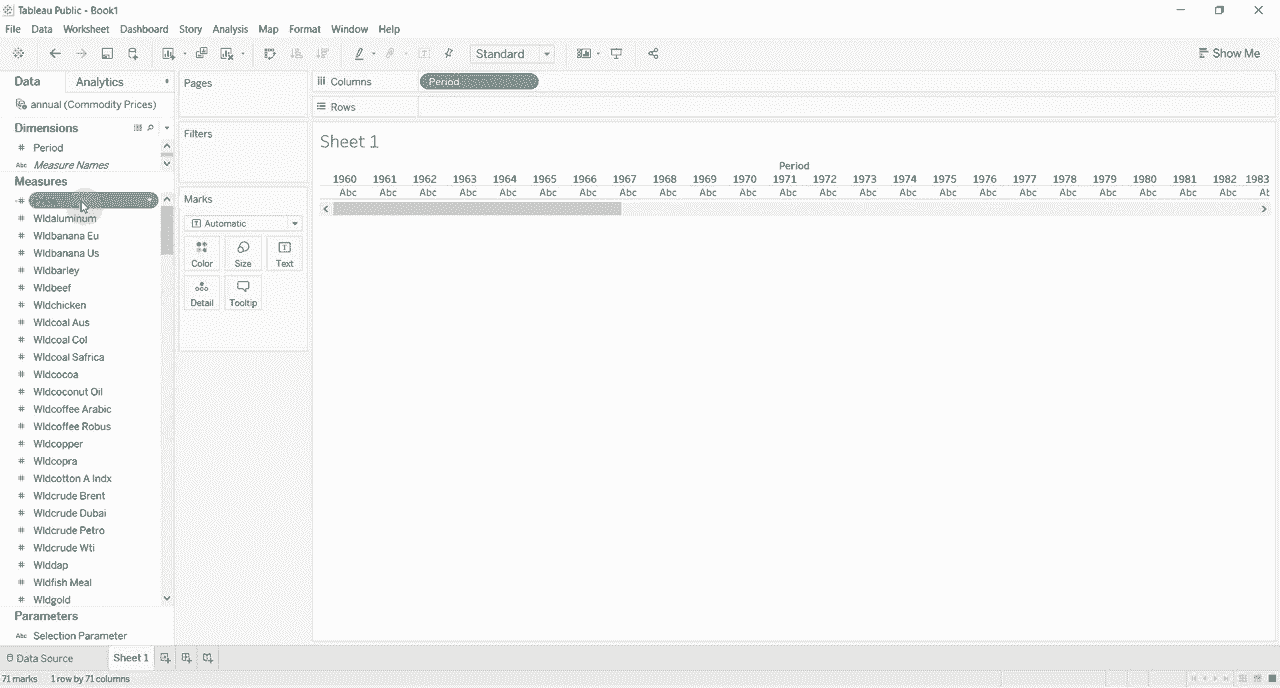 Tableau Public - Book1
File Data Worksheet Dashboard Story Analysis Map Format Window Help
Standard
Show Me
Data Analytics
annual (Commodity Prices)
Dimensions
Period
Abc Measure Names
Measures
Wldaluminum
Wldbanana Eu
Wldbanana Us
Wldbarley
Wldbeef
Wldchicken
Wldcoal Aus
Wldcoal Col
Wldcoal Safrica
Wldcocoa
Wldcoconut Oil
Wldcoffee Arabic
Wldcoffee Robus
Wldcopper
Wldcopra
Wldcotton A Indx
Wldcrude Brent
Wldcrude Dubai
Wldcrude Petro
Wldcrude Wti
Wlddap
Wldfish Meal
Wldgold
Parameters
Abc Selection Parameter
Pages
Filters
Marks
Automatic
Color Size Text
Detail Tooltip
Columns Period
Rows
Sheet 1
Period
1960 1961 1962 1963 1964 1965 1966 1967 1968 1969 1970 1971 1972 1973 1974 1975 1976 1977 1978 1979 1980 1981 1982 1983
Abc Abc Abc Abc Abc Abc Abc Abc Abc Abc Abc Abc Abc Abc Abc Abc Abc Abc Abc Abc Abc Abc Abc At
Data Source Sheet 1
71 marks 1 row by 71 columns